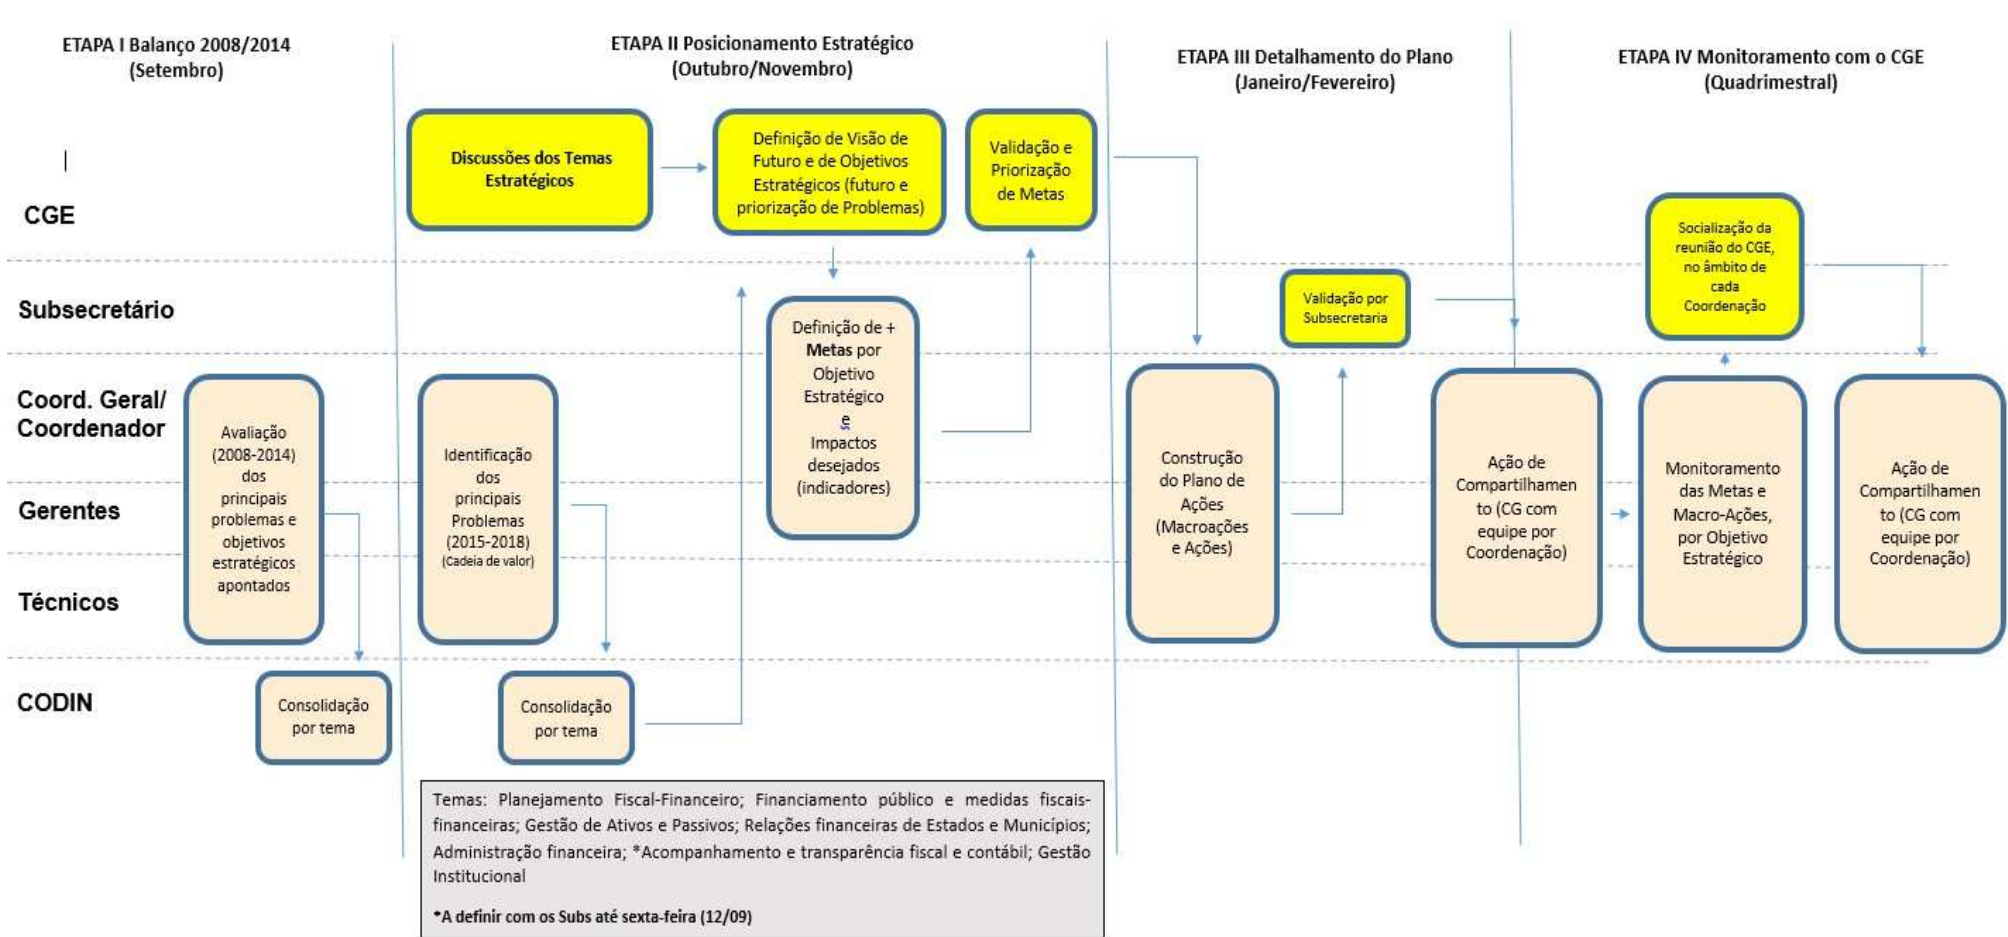 ETAPA I Balanço 2008/2014
(Setembro)
ETAPA II Posicionamento Estratégico
(Outubro/Novembro)
ETAPA III Detalhamento do Plano
(Janeiro/Fevereiro)
ETAPA IV Monitoramento com o CGE
(Quadrimestral)
CGE
Discussões dos Temas
Estratégicos
Definição de Visão de
Futuro e de Objetivos
Estratégicos (futuro e
priorização de Problemas)
Validação e
Priorização
de Metas
Socialização da
reunião do CGE,
no âmbito de
cada
Coordenação
Subsecretário
Validação por
Subsecretaria
Definição de +
Metas por
Objetivo
Estratégico
e
Impactos
desejados
(indicadores)
Coord. Geral/
Coordenador
Gerentes
Técnicos
Avaliação
(2008-2014)
dos
principais
problemas e
objetivos
estratégicos
apontados
Identificação
dos
principais
Problemas
(2015-2018)
(Cadeia de valor)
Construção
do Plano de
Ações
(Macroações
e Ações)
Ação de
Compartilhamen
to (CG com
equipe por
Coordenação)
Monitoramento
das Metas e
Macro-Ações,
por Objetivo
Estratégico
Ação de
Compartilhamen
to (CG com
equipe por
Coordenação)
CODIN
Consolidação
por tema
Consolidação
por tema
Temas: Planejamento Fiscal-Financeiro; Financiamento público e medidas fiscais-
financeiras; Gestão de Ativos e Passivos; Relações financeiras de Estados e Municípios;
Administração financeira; *Acompanhamento e transparência fiscal e contábil; Gestão
Institucional
*A definir com os Subs até sexta-feira (12/09)